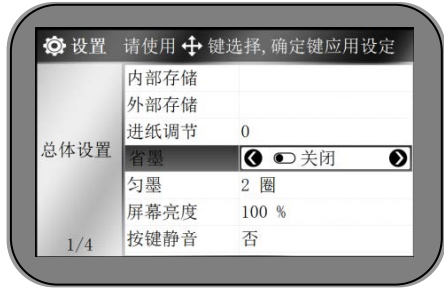 设置 请使用 键选择,确定键应用设定
总体设置
1/4
内部存储
外部存储
进纸调节 0
省墨 关闭
匀墨 2 圈
屏幕亮度 100 %
按键静音 否